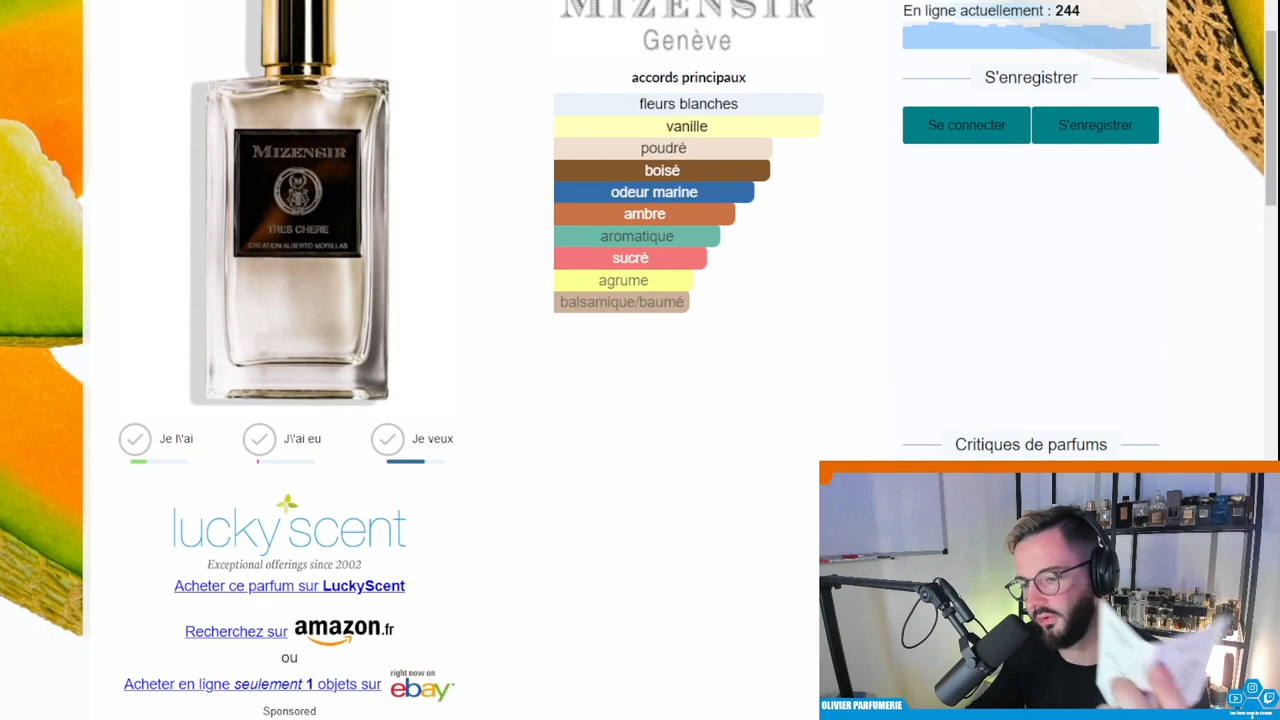 MIZENSIR
Genève
accords principaux
fleurs blanches
vanille
poudré
boisé
odeur marine
ambre
aromatique
sucré
agrume
balsamique/baumé
MIZENSIR
TRES CHERE
CREATION ALBERTO MORILLAS
Je l\'ai
J\'ai eu
Je veux
lucky scent
Exceptional offerings since 2002
Acheter ce parfum sur LuckyScent
Recherchez sur amazon.fr
ou
Acheter en ligne seulement 1 objets sur right now on ebay
Sponsored
En ligne actuellement : 244
S'enregistrer
Se connecter
S'enregistrer
Critiques de parfums
OLIVIER PARFUMERIE